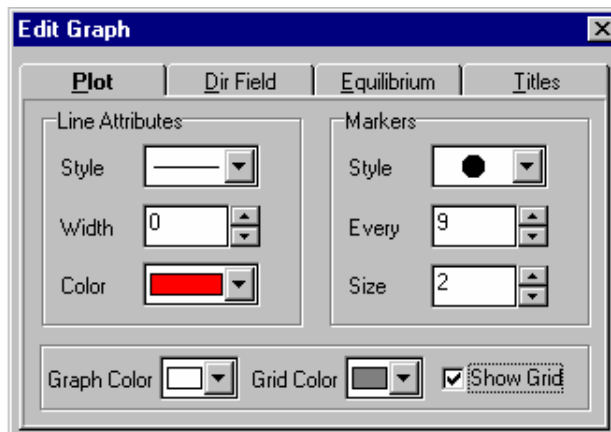 Edit Graph
Plot Dir Field Equilibrium Titles
Line Attributes
Style
Width 0
Color
Markers
Style
Every 9
Size 2
Graph Color Grid Color Show Grid